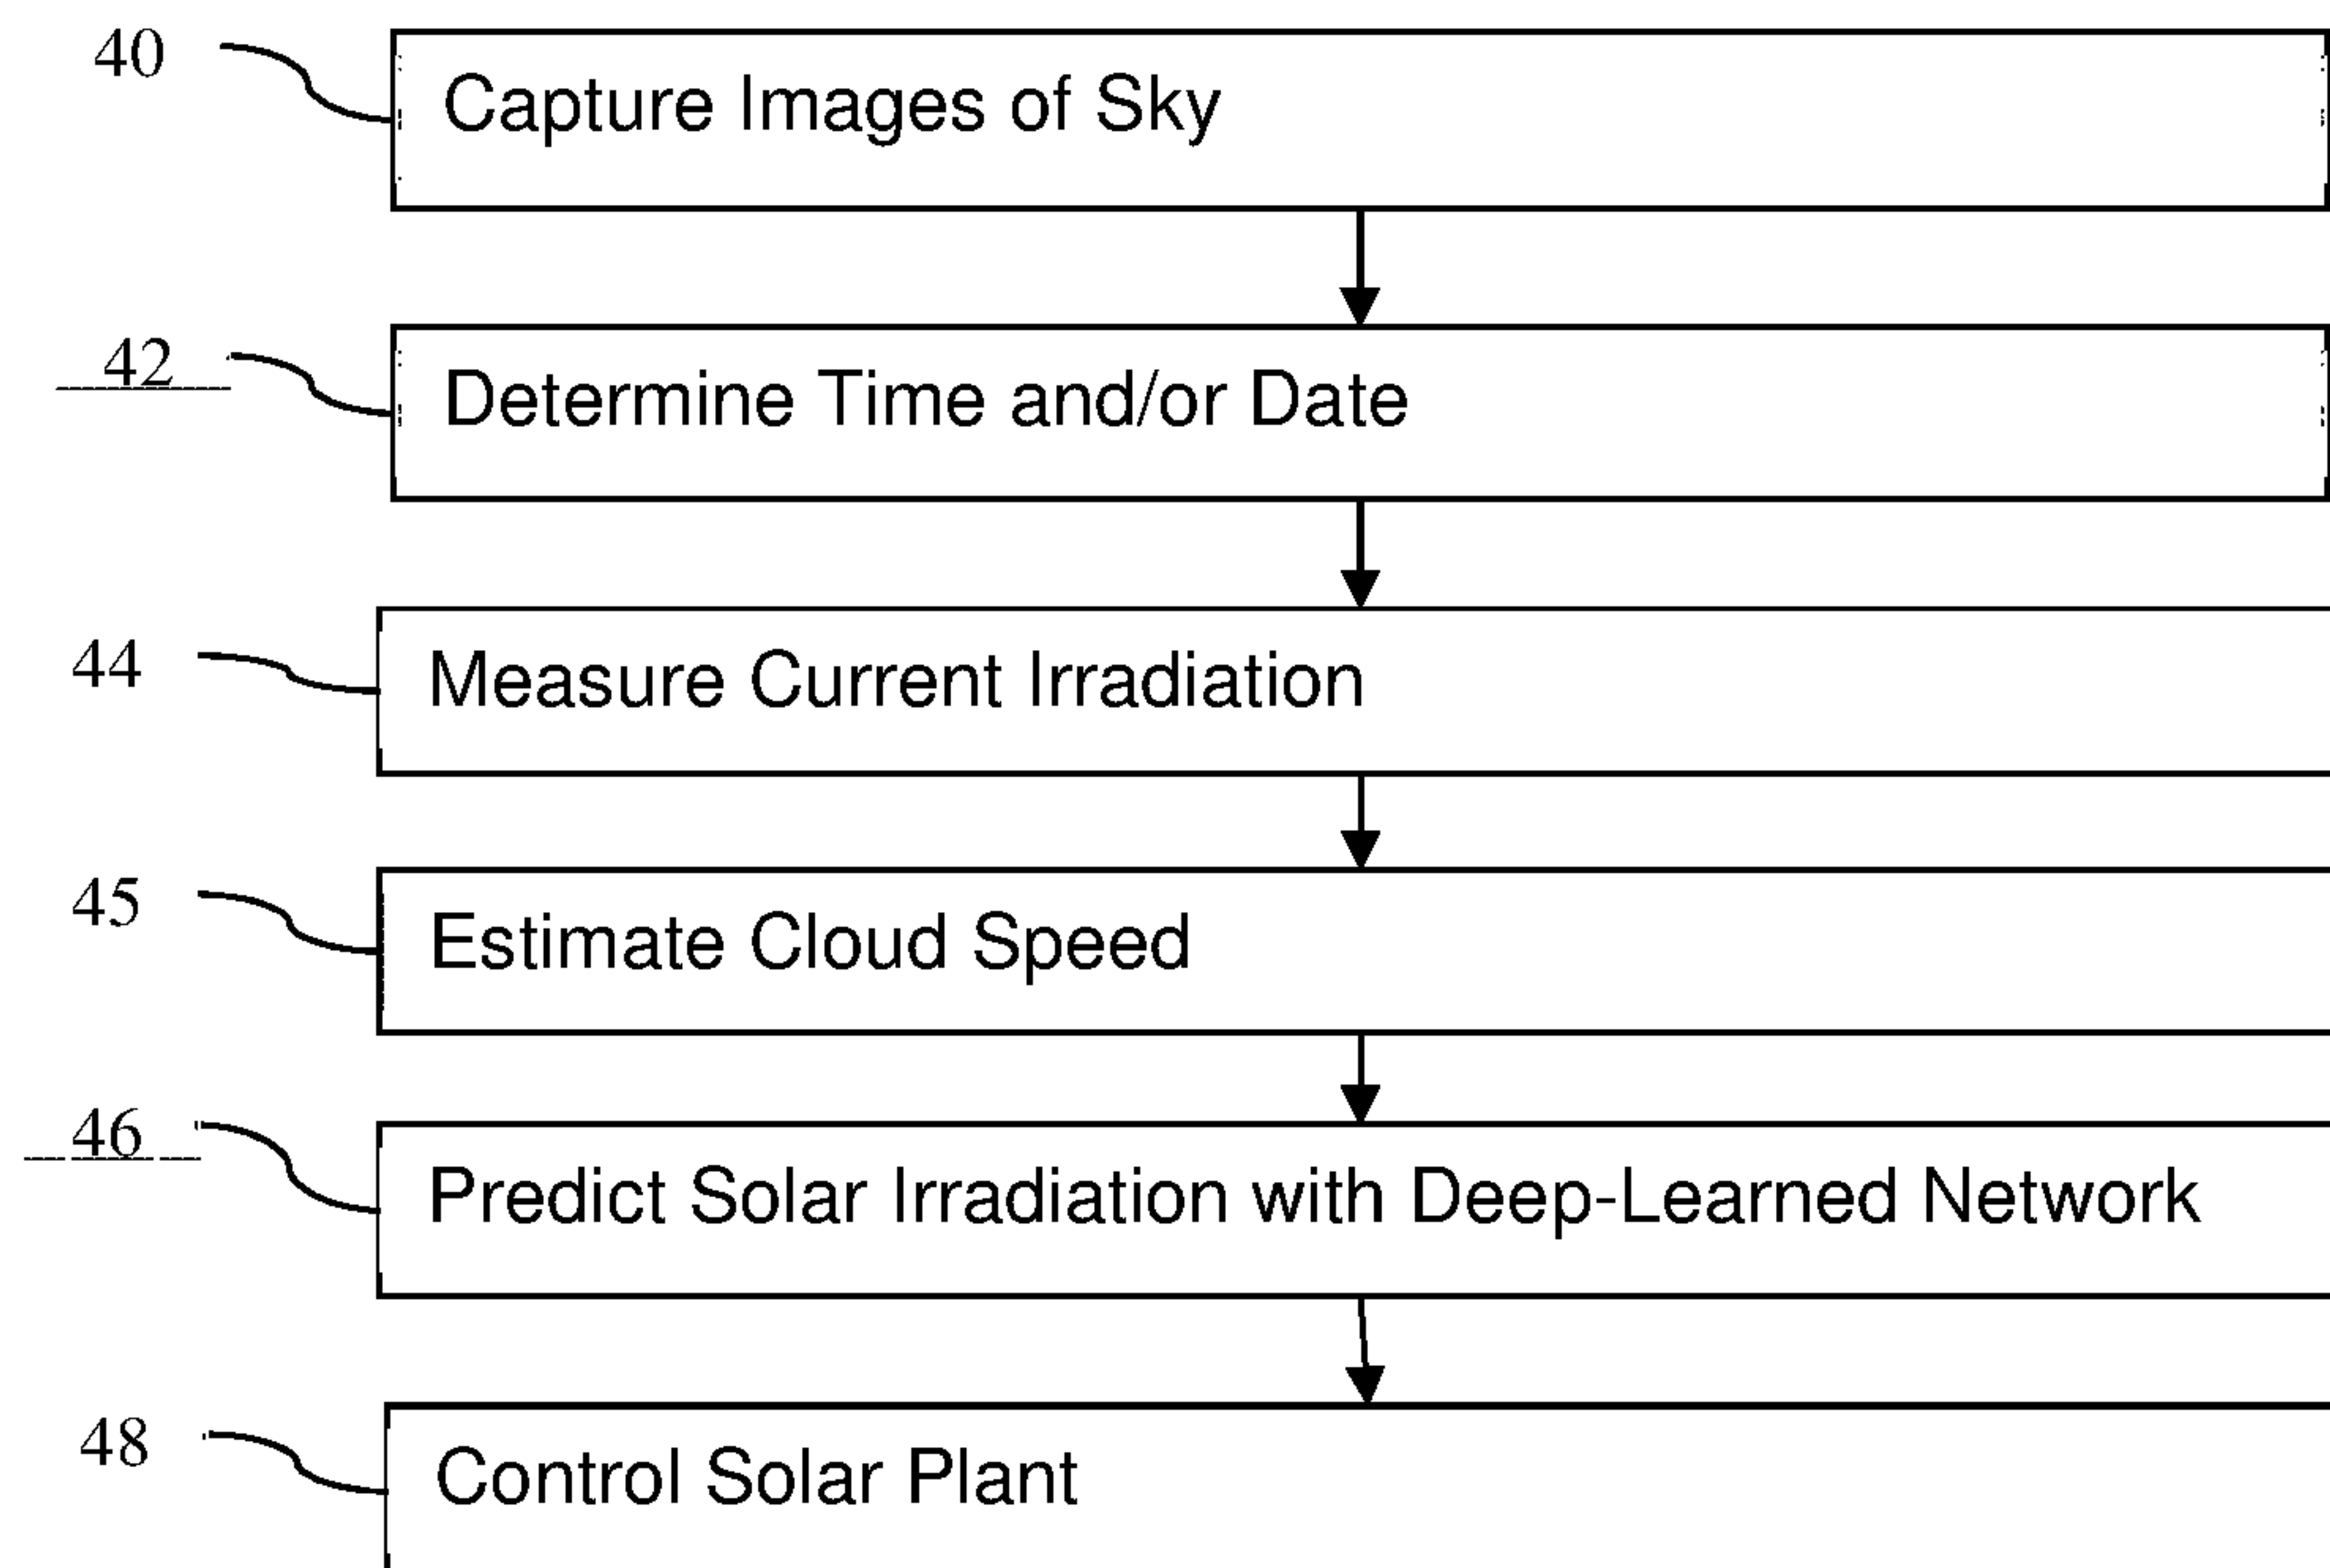 40
Capture Images of Sky
42
Determine Time and/or Date
44
Measure Current Irradiation
45
Estimate Cloud Speed
46
Predict Solar Irradiation with Deep-Learned Network
48
Control Solar Plant